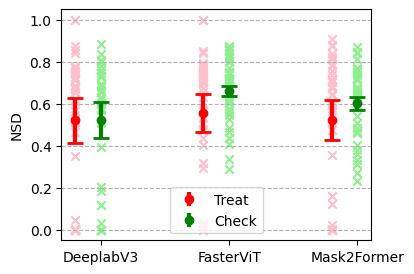 1.0
0.8
0.6
0.4
0.2
0.0
NSD
Treat
Check
DeeplabV3
FasterViT
Mask2Former